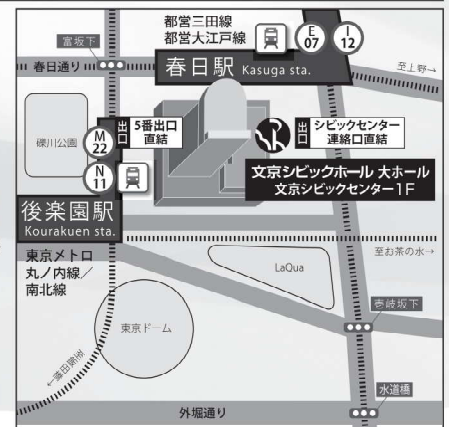 都営三田線
都営大江戸線
E
07
I
12
富坂下
春日通り
春日駅 Kasuga sta.
至上野→
礫川公園
M
22
出口
5番出口
直結
出口
シビックセンター
連絡口直結
N
11
文京シビックホール 大ホール
文京シビックセンター1F
後楽園駅
Kourakuen sta.
東京メトロ
丸ノ内線/
南北線
至お茶の水→
LaQua
壱岐坂下
東京ドーム
至飯田橋→
水道橋
外堀通り